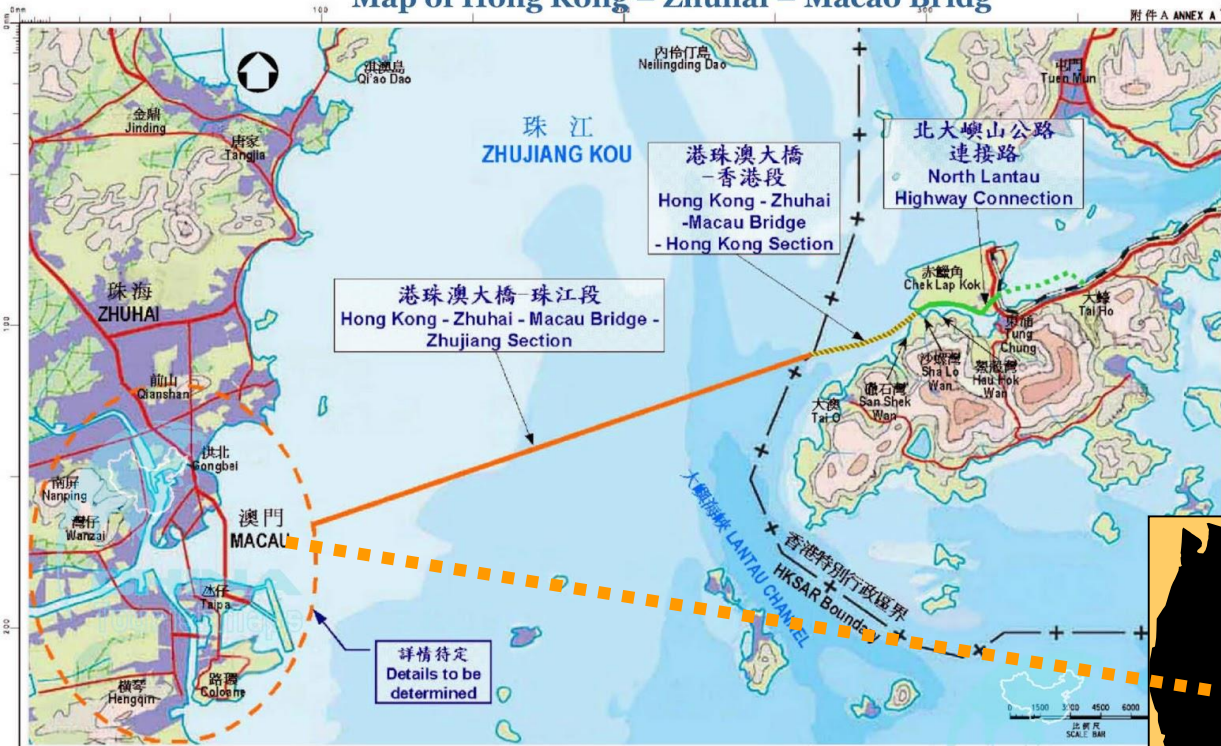 Map of Hong Kong – Zhuhai – Macao Bridg
附件A ANNEX A
100
300
淇澳島
Qi'ao Dao
內伶仃島
Neilingding Dao
屯門
Tuen Mun
金鼎
Jinding
唐家
Tangjia
珠 江
ZHUJIANG KOU
港珠澳大橋
-香港段
Hong Kong - Zhuhai
-Macau Bridge
- Hong Kong Section
北大嶼山公路
連接路
North Lantau
Highway Connection
赤鱲角
Chek Lap Kok
大蠔
Tai Ho
東涌
Tung
Chung
珠海
ZHUHAI
港珠澳大橋-珠江段
Hong Kong - Zhuhai - Macau Bridge -
Zhujiang Section
100
沙螺灣
Sha Lo
Wan
Hau Hok
Wan
San Shek
Wan
大澳
Tai O
前山
Qianshan
拱北
Gongbei
南屏
Nanping
灣仔
Wanzai
澳門
MACAU
大嶼海峽 LANTAU CHANNEL
香港特別行政區界
HKSAR Boundary
氹仔
Taipa
200
詳情待定
Details to be
determined
橫琴
Hengqin
路環
Coloane
0 1500 3000 4500 6000
比例尺
SCALE BAR